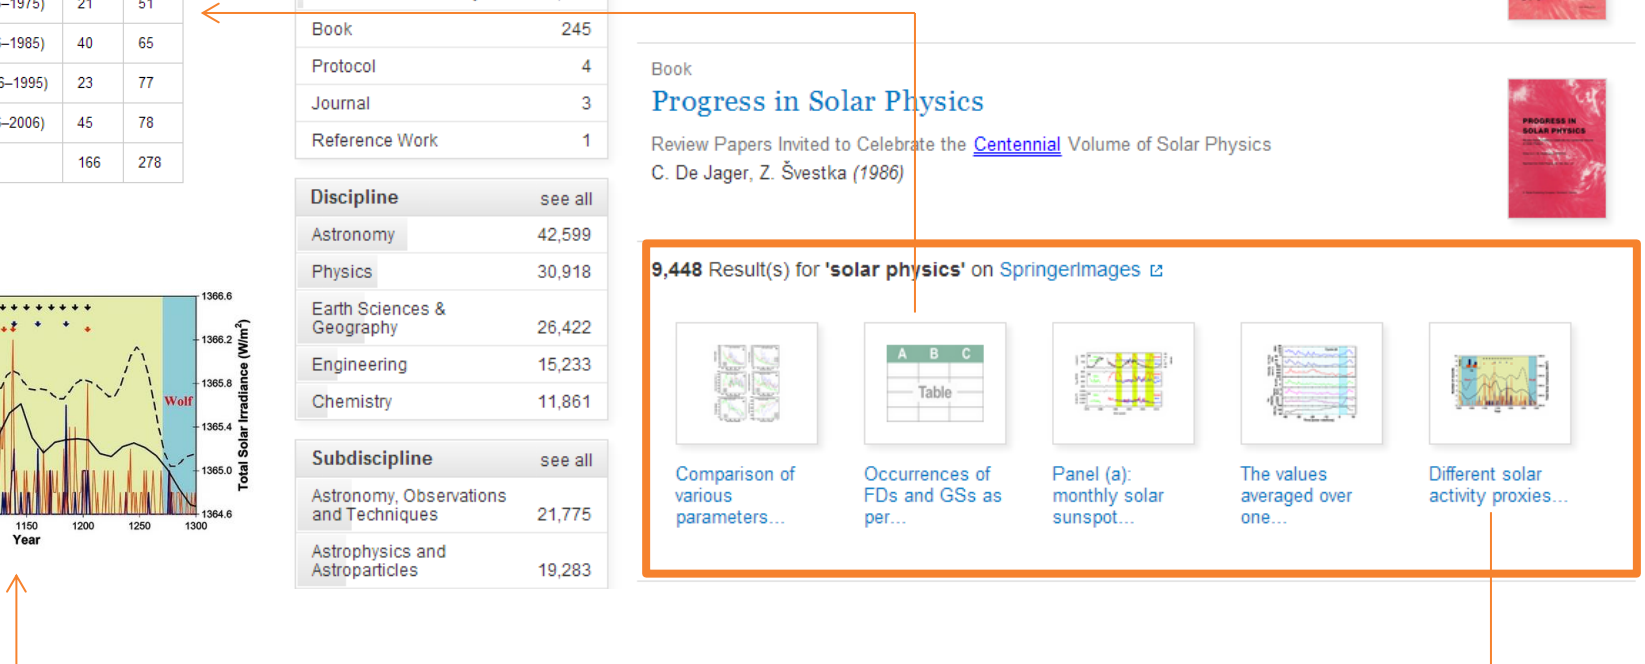 –1975) 21 51
–1985) 40 65
6–1995) 23 77
–2006) 45 78
166 278
1366.6
1366.2
1365.8
1365.4
1365.0
1364.6
Total Solar Irradiance (W/m²)
Wolf
1150 1200 1250 1300
Year
Book 245
Protocol 4
Journal 3
Reference Work 1
Discipline see all
Astronomy 42,599
Physics 30,918
Earth Sciences &
Geography 26,422
Engineering 15,233
Chemistry 11,861
Subdiscipline see all
Astronomy, Observations
and Techniques 21,775
Astrophysics and
Astroparticles 19,283
Book
Progress in Solar Physics
Review Papers Invited to Celebrate the Centennial Volume of Solar Physics
C. De Jager, Z. Švestka (1986)
PROGRESS IN
SOLAR PHYSICS
9,448 Result(s) for 'solar physics' on SpringerImages
A B C
Table
Comparison of
various
parameters...
Occurrences of
FDs and GSs as
per...
Panel (a):
monthly solar
sunspot...
The values
averaged over
one...
Different solar
activity proxies...